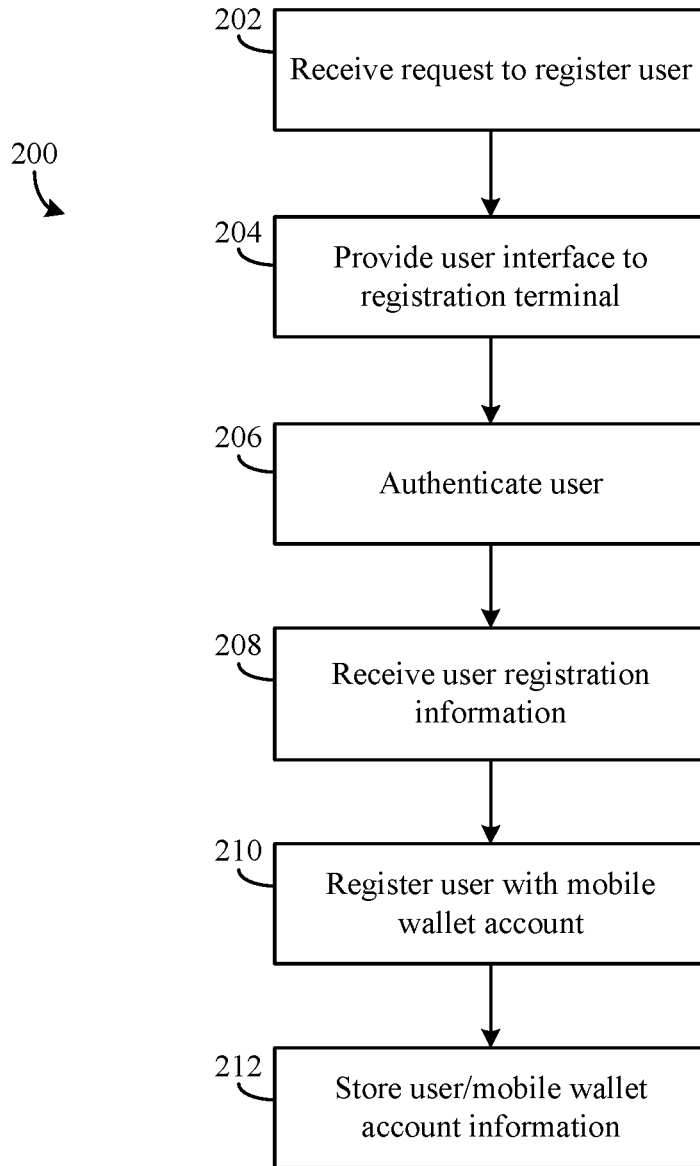 202
Receive request to register user
200
204
Provide user interface to
registration terminal
206
Authenticate user
208
Receive user registration
information
210
Register user with mobile
wallet account
212
Store user/mobile wallet
account information